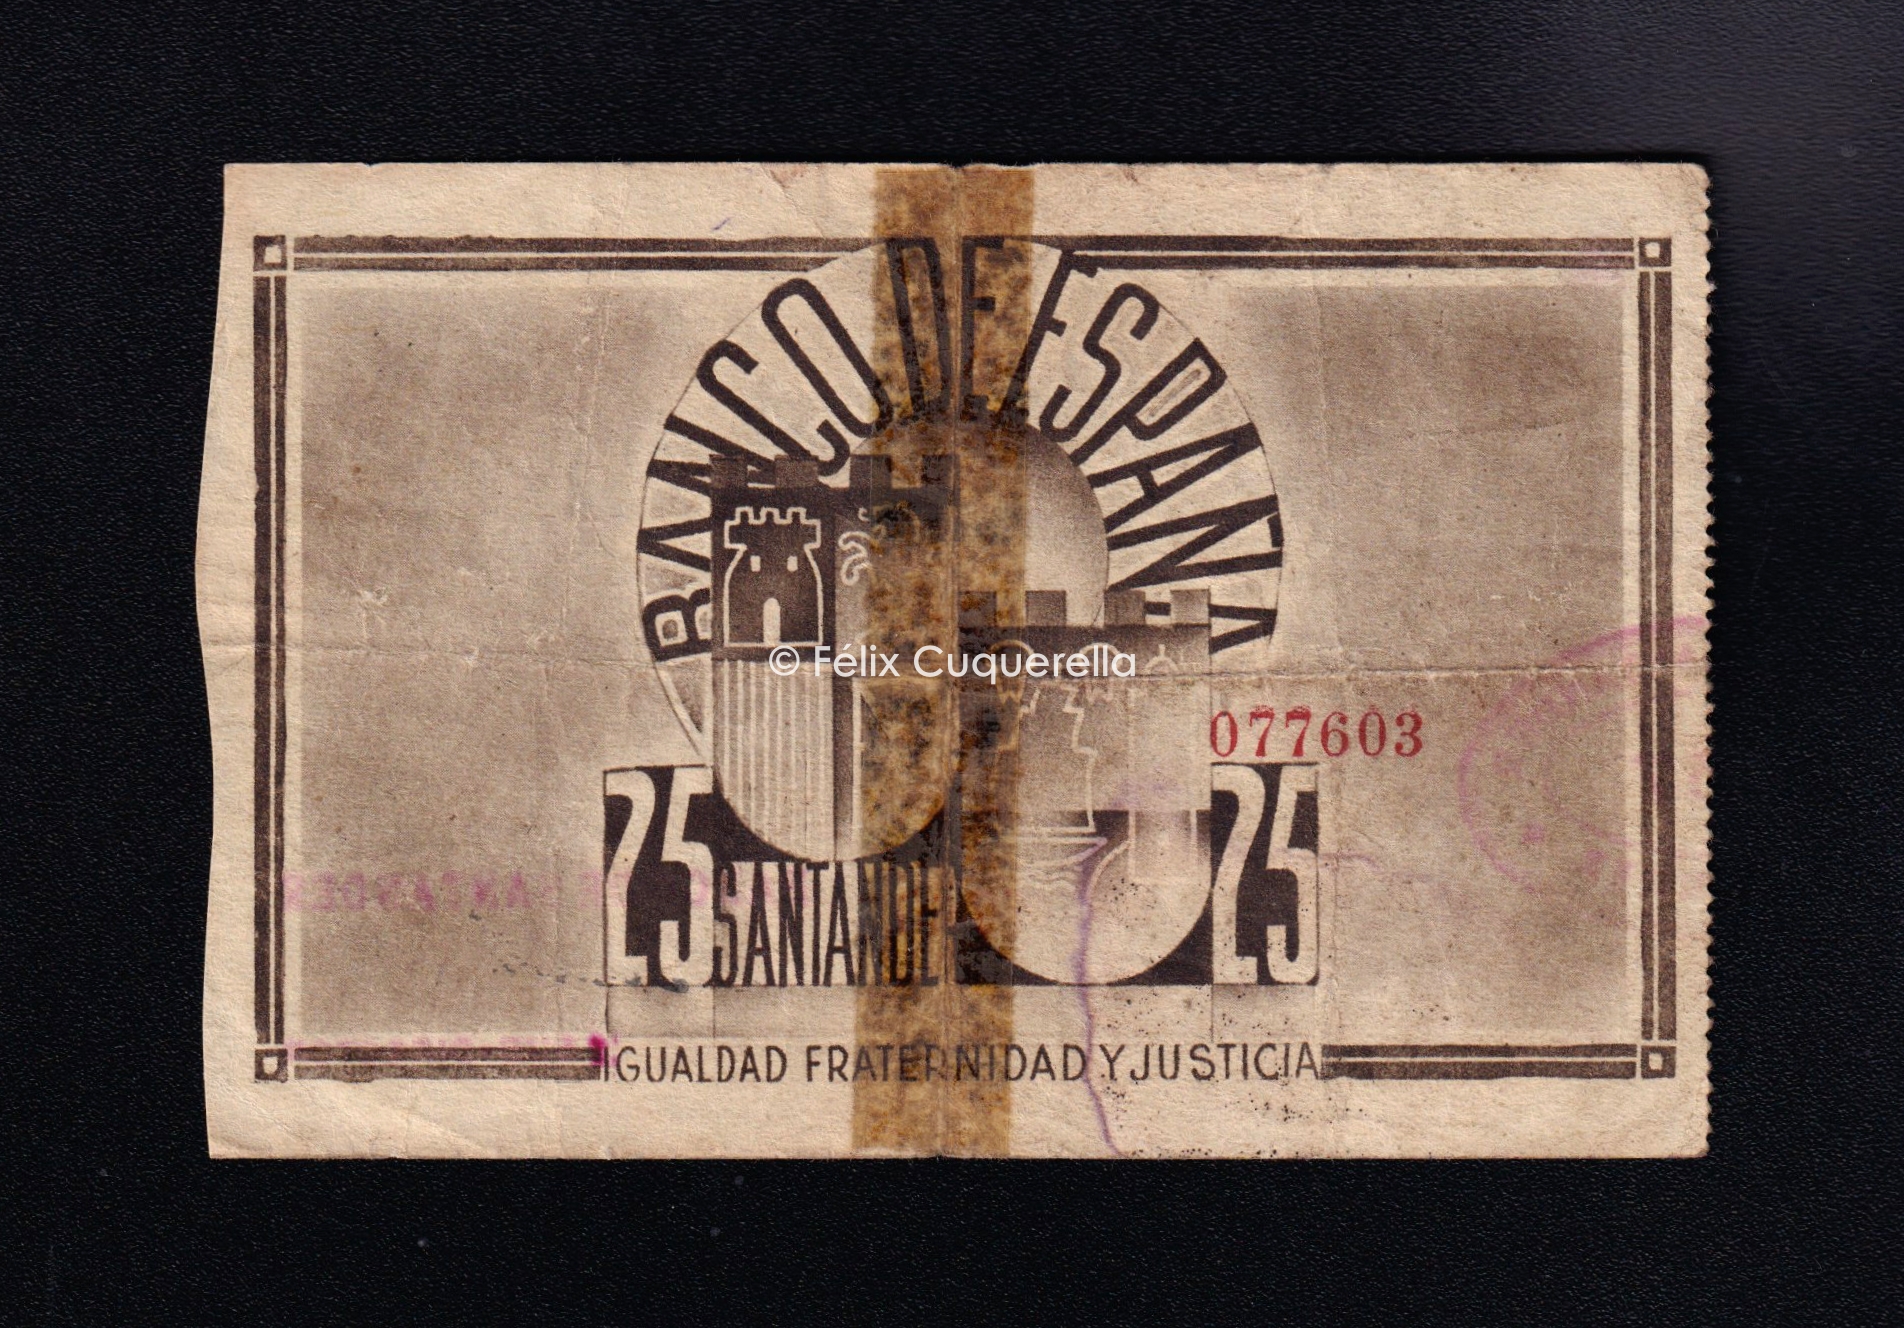 BANCO DE ESPAÑA
© Félix Cuquerella
077603
25 SANTANDE 25
IGUALDAD FRATERNIDAD Y JUSTICIA